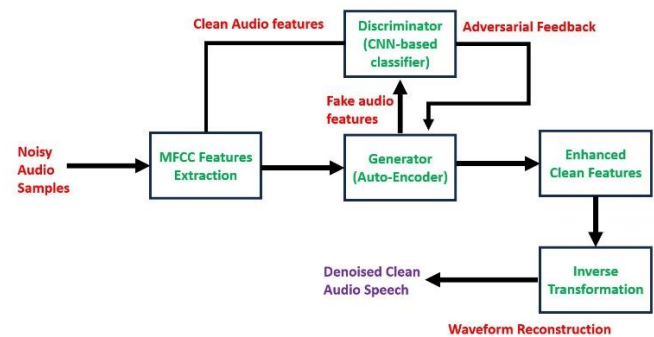 Clean Audio features
Discriminator
(CNN-based
classifier)
Adversarial Feedback
Fake audio
features
Noisy
Audio
Samples
MFCC Features
Extraction
Generator
(Auto-Encoder)
Enhanced
Clean Features
Denoised Clean
Audio Speech
Inverse
Transformation
Waveform Reconstruction